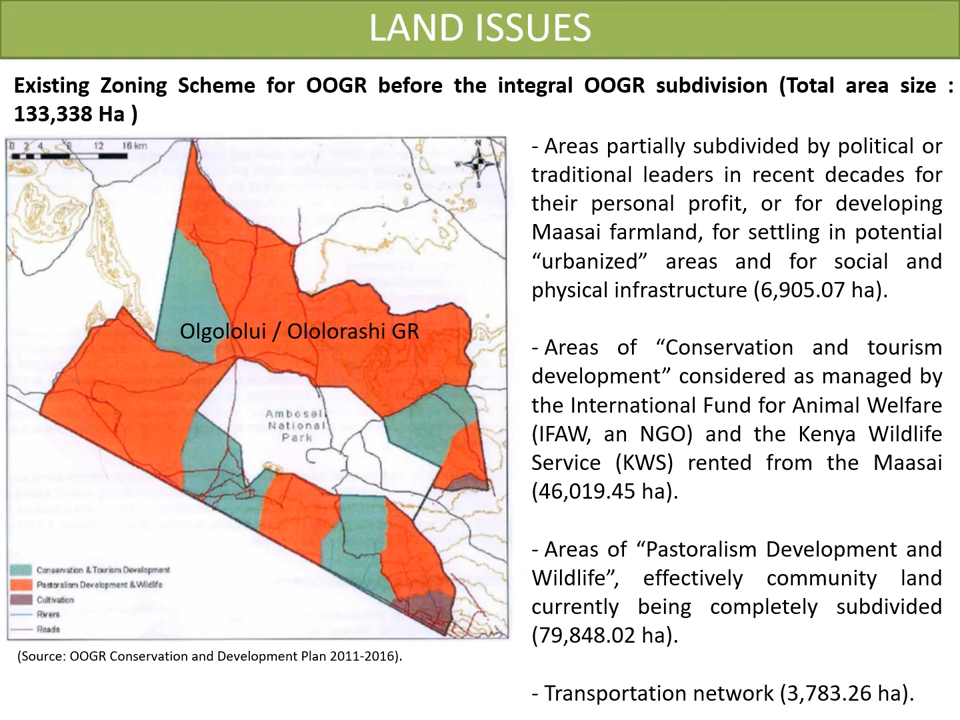 LAND ISSUES
Existing Zoning Scheme for OOGR before the integral OOGR subdivision (Total area size :
133,338 Ha )
0 2 4 8 12 16 km
N
W
S
Olgololui / Ololorashi GR
Amboseli
National
Park
Conservation & Tourism Development
Pastoralism Development & Wildlife
Cultivation
Rivers
Roads
(Source: OOGR Conservation and Development Plan 2011-2016).
- Areas partially subdivided by political or
traditional leaders in recent decades for
their personal profit, or for developing
Maasai farmland, for settling in potential
“urbanized” areas and for social and
physical infrastructure (6,905.07 ha).
- Areas of “Conservation and tourism
development” considered as managed by
the International Fund for Animal Welfare
(IFAW, an NGO) and the Kenya Wildlife
Service (KWS) rented from the Maasai
(46,019.45 ha).
- Areas of “Pastoralism Development and
Wildlife”, effectively community land
currently being completely subdivided
(79,848.02 ha).
- Transportation network (3,783.26 ha).